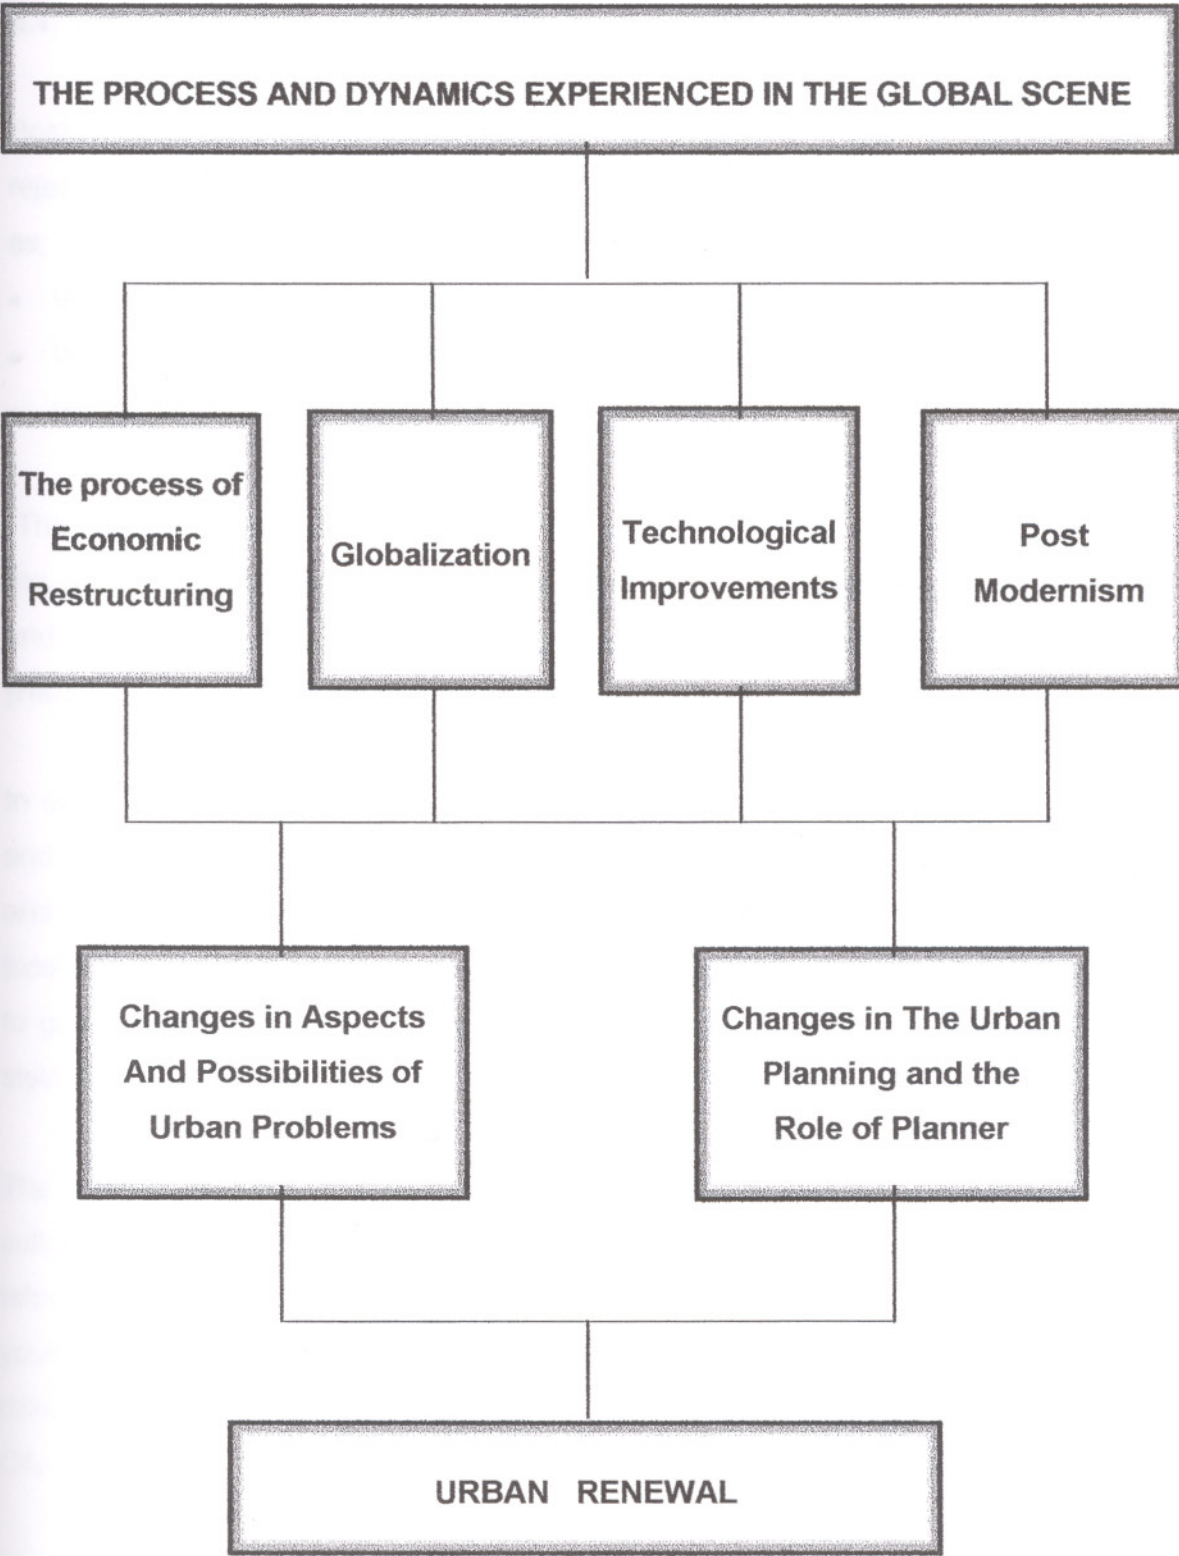 THE PROCESS AND DYNAMICS EXPERIENCED IN THE GLOBAL SCENE
The process of
Economic
Restructuring
Globalization
Technological
Improvements
Post
Modernism
Changes in Aspects
And Possibilities of
Urban Problems
Changes in The Urban
Planning and the
Role of Planner
URBAN RENEWAL